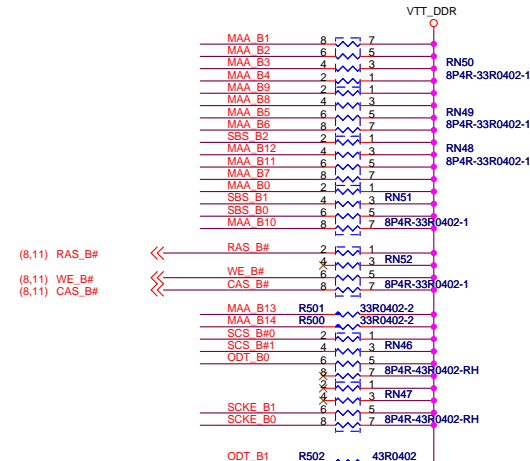 VTT_DDR
MAA_B1 8 7
MAA_B2 6 5
MAA_B3 4 3 RN50
MAA_B4 2 1 8P4R-33R0402-1
MAA_B9 2 1
MAA_B8 4 3
MAA_B5 6 5 RN49
MAA_B6 8 7 8P4R-33R0402-1
SBS_B2 2 1
MAA_B12 4 3 RN48
MAA_B11 6 5 8P4R-33R0402-1
MAA_B7 8 7
MAA_B0 2 1
SBS_B1 4 3 RN51
SBS_B0 6 5
MAA_B10 8 7 8P4R-33R0402-1
(8,11) RAS_B# RAS_B# 2 1
4 3 RN52
(8,11) WE_B# WE_B# 6 5
(8,11) CAS_B# CAS_B# 8 7 8P4R-33R0402-1
MAA_B13 R501 33R0402-2
MAA_B14 R500 33R0402-2
SCS_B#0 2 1
SCS_B#1 4 3 RN46
ODT_B0 6 5
8 7 8P4R-43R0402-RH
2 1
4 3 RN47
SCKE_B1 6 5
SCKE_B0 8 7 8P4R-43R0402-RH
ODT_B1 R502 43R0402